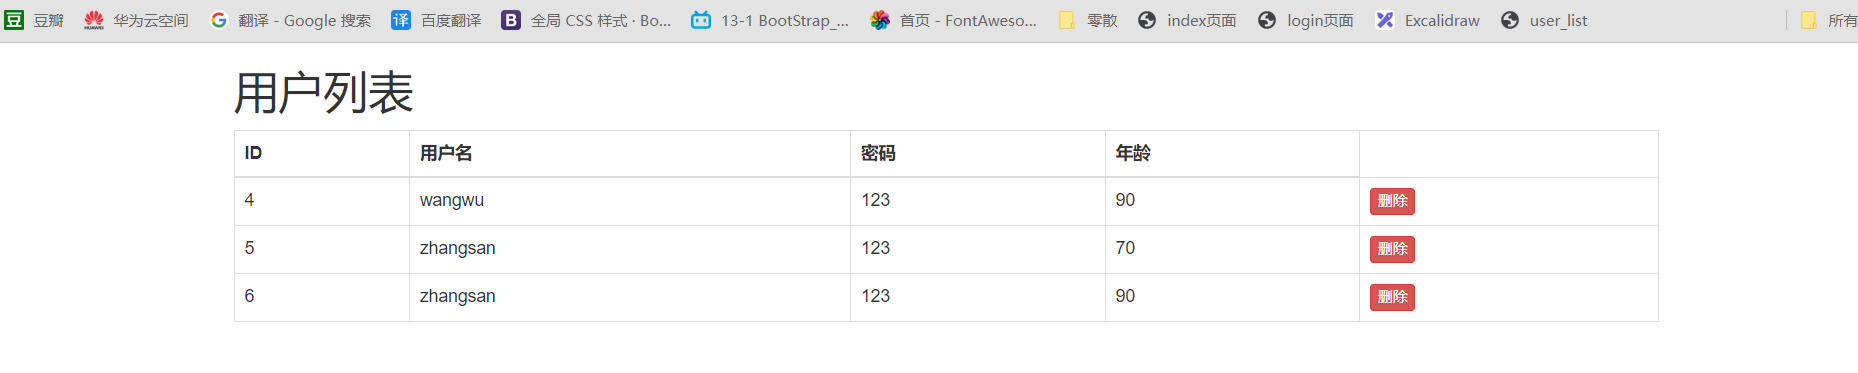 豆 豆瓣 HUAWEI 华为云空间 G 翻译 - Google 搜索 译 百度翻译 B 全局 CSS 样式 · Bo... 13-1 BootStrap_... 首页 - FontAweso... 零散 index页面 login页面 Excalidraw user_list 所有
用户列表
ID 用户名 密码 年龄
4 wangwu 123 90 删除
5 zhangsan 123 70 删除
6 zhangsan 123 90 删除